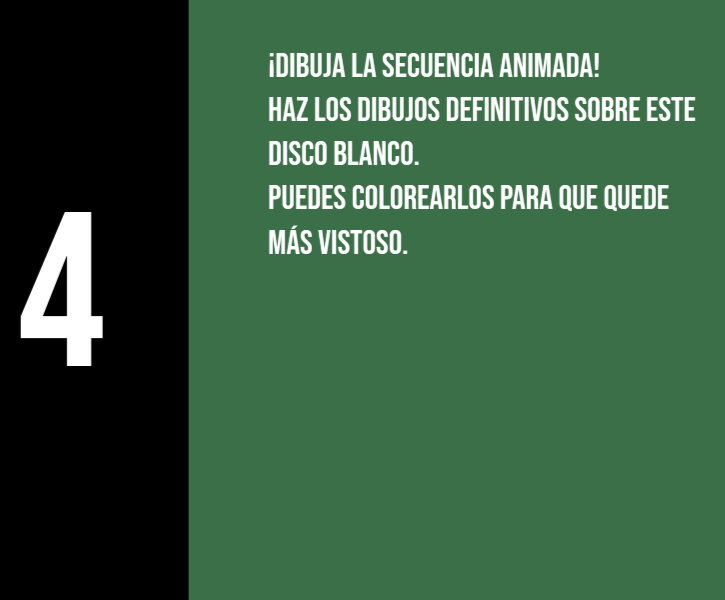 4
¡DIBUJA LA SECUENCIA ANIMADA!
HAZ LOS DIBUJOS DEFINITIVOS SOBRE ESTE
DISCO BLANCO.
PUEDES COLOREARLOS PARA QUE QUEDE
MÁS VISTOSO.